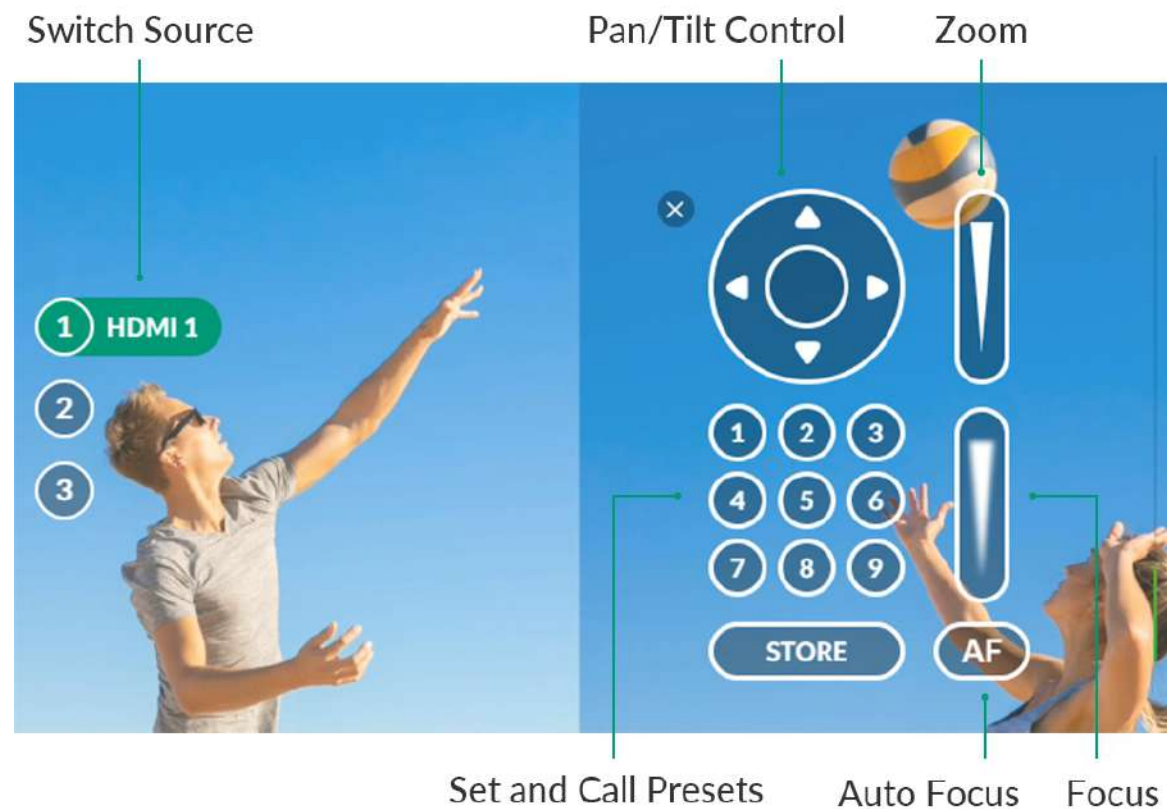 Switch Source
Pan/Tilt Control
Zoom
1 HDMI 1
2
3
1 2 3
4 5 6
7 8 9
STORE
AF
Set and Call Presets
Auto Focus
Focus